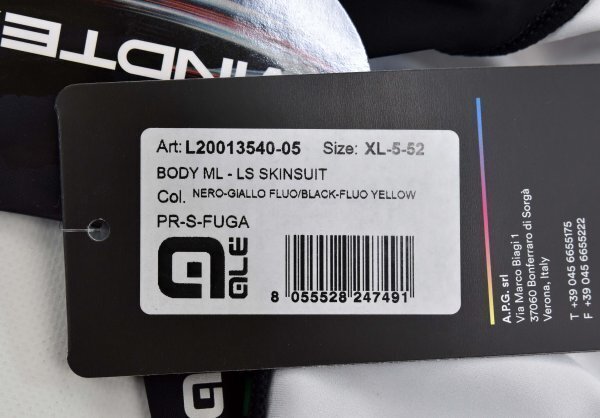 INDTE
Art: L20013540-05 Size: XL-5-52
BODY ML - LS SKINSUIT
Col. NERO-GIALLO FLUO/BLACK-FLUO YELLOW
PR-S-FUGA
ALÉ
8 055528 247491
A.P.G. srl
Via Marco Biagi 1
37060 Bonferraro di Sorgà
Verona, Italy
T +39 045 6655175
F +39 045 6655222